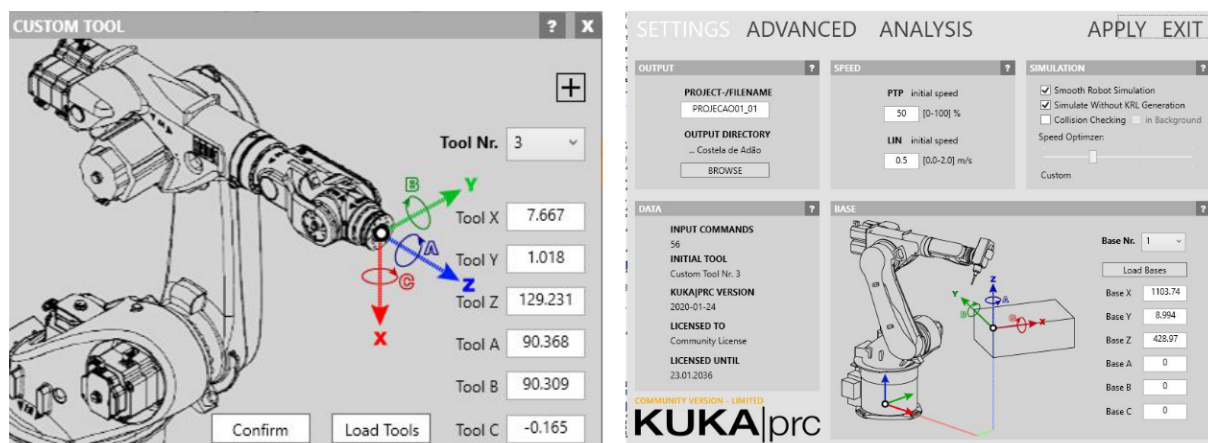 CUSTOM TOOL ? X
+
Tool Nr. 3
B Y
Tool X 7.667
A
Tool Y 1.018
C Z
Tool Z 129.231
X
Tool A 90.368
Tool B 90.309
Confirm Load Tools Tool C -0.165
SETTINGS ADVANCED ANALYSIS APPLY EXIT
OUTPUT ?
PROJECT-/FILENAME
PROJECAO01_01
OUTPUT DIRECTORY
... Costela de Adão
BROWSE
SPEED ?
PTP initial speed
50 [0-100] %
LIN initial speed
0.5 [0.0-2.0] m/s
SIMULATION ?
Smooth Robot Simulation
Simulate Without KRL Generation
Collision Checking in Background
Speed Optimzer:
Custom
DATA ?
INPUT COMMANDS
56
INITIAL TOOL
Custom Tool Nr. 3
KUKA|PRC VERSION
2020-01-24
LICENSED TO
Community License
LICENSED UNTIL
23.01.2036
COMMUNITY VERSION - LIMITED
KUKA|prc
BASE ?
Base Nr. 1
Load Bases
Z
A
Y
B
X
Base X 1103.74
Base Y 8.994
Base Z 428.97
Base A 0
Base B 0
Base C 0